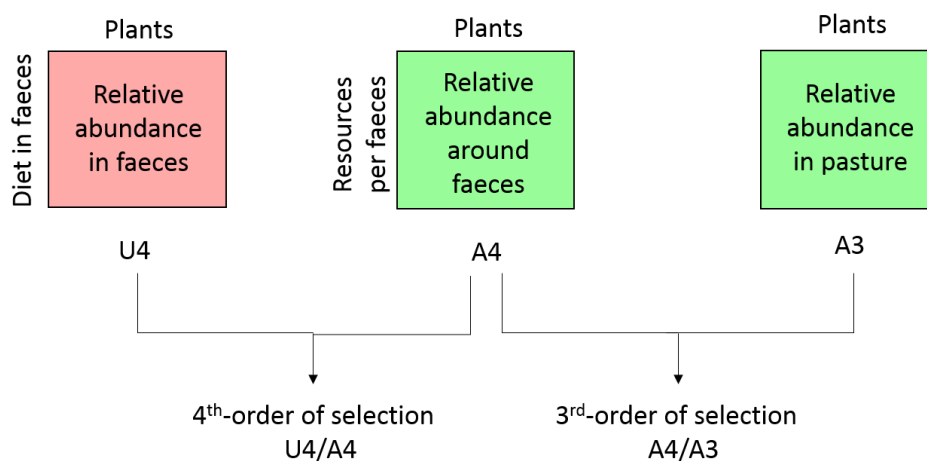 Plants
Diet in faeces
Relative
abundance
in faeces
U4
Plants
Resources
per faeces
Relative
abundance
around
faeces
A4
Plants
Relative
abundance
in pasture
A3
4th-order of selection
U4/A4
3rd-order of selection
A4/A3